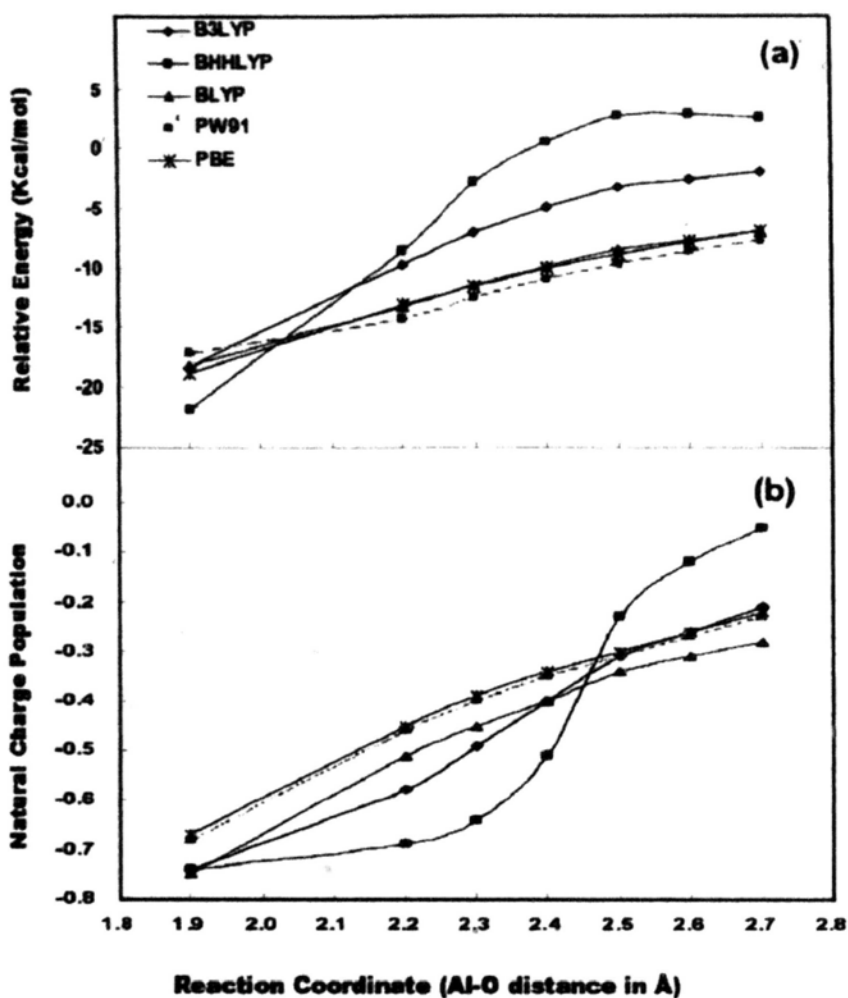 B3LYP
(a)
BHHLYP
BLYP
PW91
PBE
Relative Energy (Kcal/mol)
5
0
-5
-10
-15
-20
-25
(b)
Natural Charge Population
0.0
-0.1
-0.2
-0.3
-0.4
-0.5
-0.6
-0.7
-0.8
1.8 1.9 2.0 2.1 2.2 2.3 2.4 2.5 2.6 2.7 2.8
Reaction Coordinate (Al-O distance in Å)